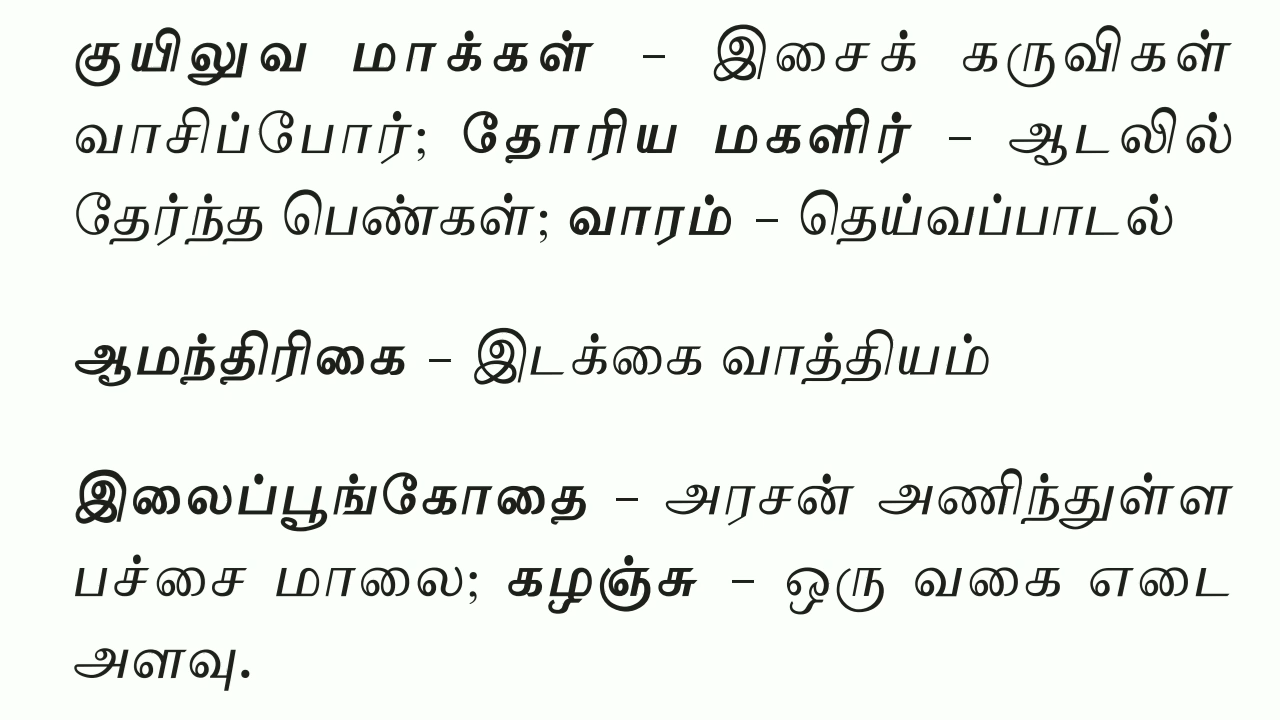 குயிலுவ மாக்கள் – இசைக் கருவிகள்
வாசிப்போர்; தோரிய மகளிர் – ஆடலில்
தேர்ந்த பெண்கள்; வாரம் – தெய்வப்பாடல்
ஆமந்திரிகை – இடக்கை வாத்தியம்
இலைப்பூங்கோதை – அரசன் அணிந்துள்ள
பச்சை மாலை; கழஞ்சு – ஒரு வகை எடை
அளவு.